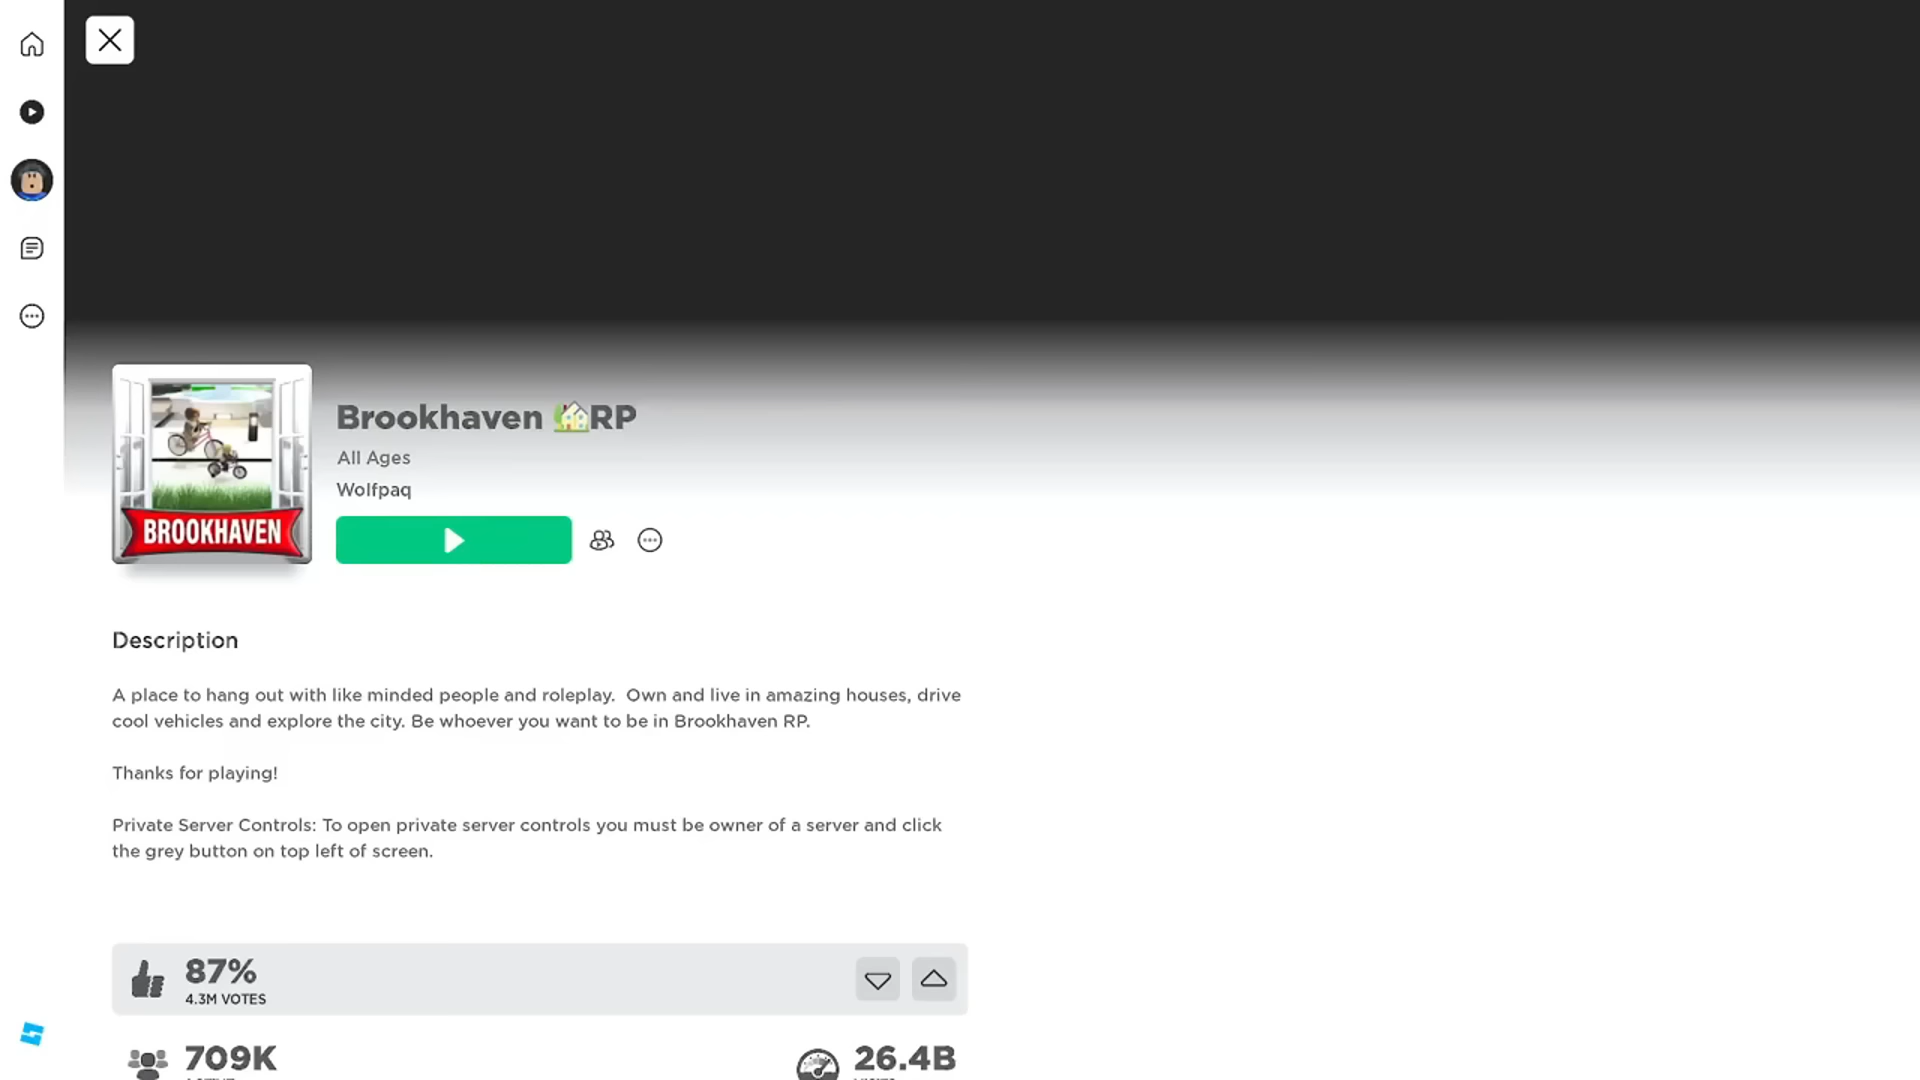 Brookhaven 🏡RP
All Ages
Wolfpaq
BROOKHAVEN
Description
A place to hang out with like minded people and roleplay.  Own and live in amazing houses, drive
cool vehicles and explore the city. Be whoever you want to be in Brookhaven RP.
Thanks for playing!
Private Server Controls: To open private server controls you must be owner of a server and click
the grey button on top left of screen.
87%
4.3M VOTES
709K
26.4B